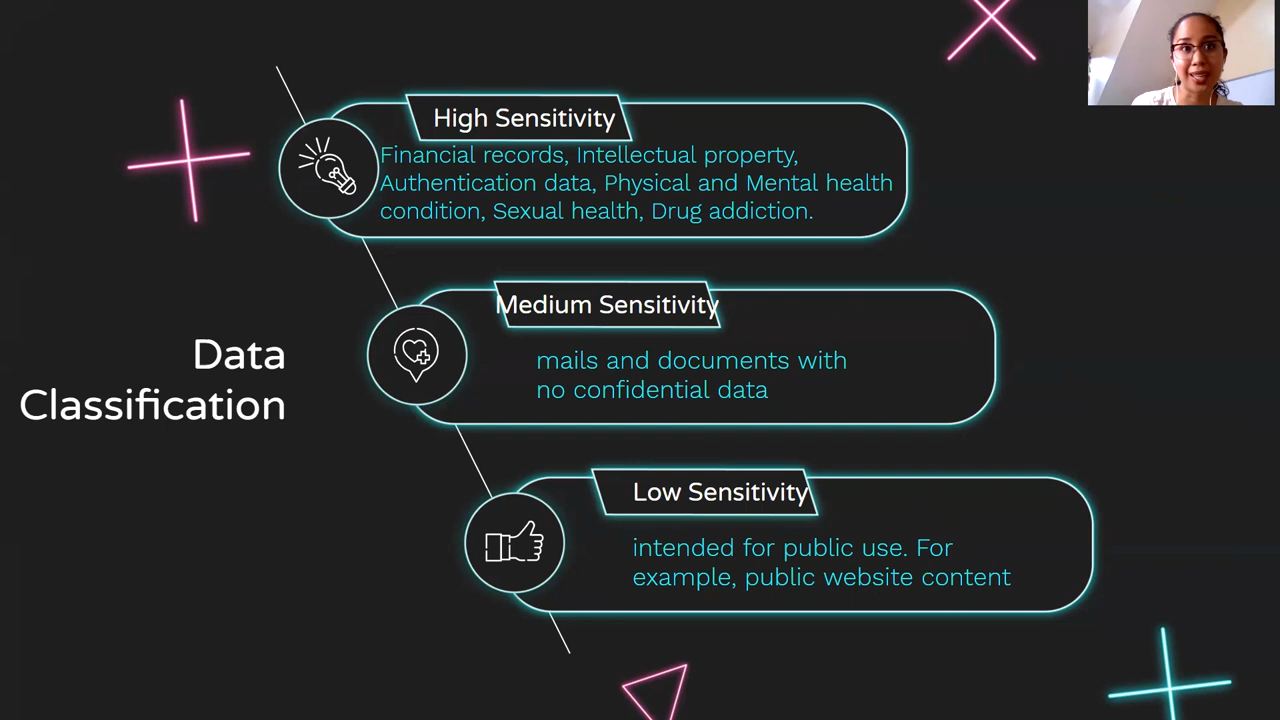 High Sensitivity
Financial records, Intellectual property,
Authentication data, Physical and Mental health
condition, Sexual health, Drug addiction.
Medium Sensitivity
mails and documents with
no confidential data
Data
Classification
Low Sensitivity
intended for public use. For
example, public website content